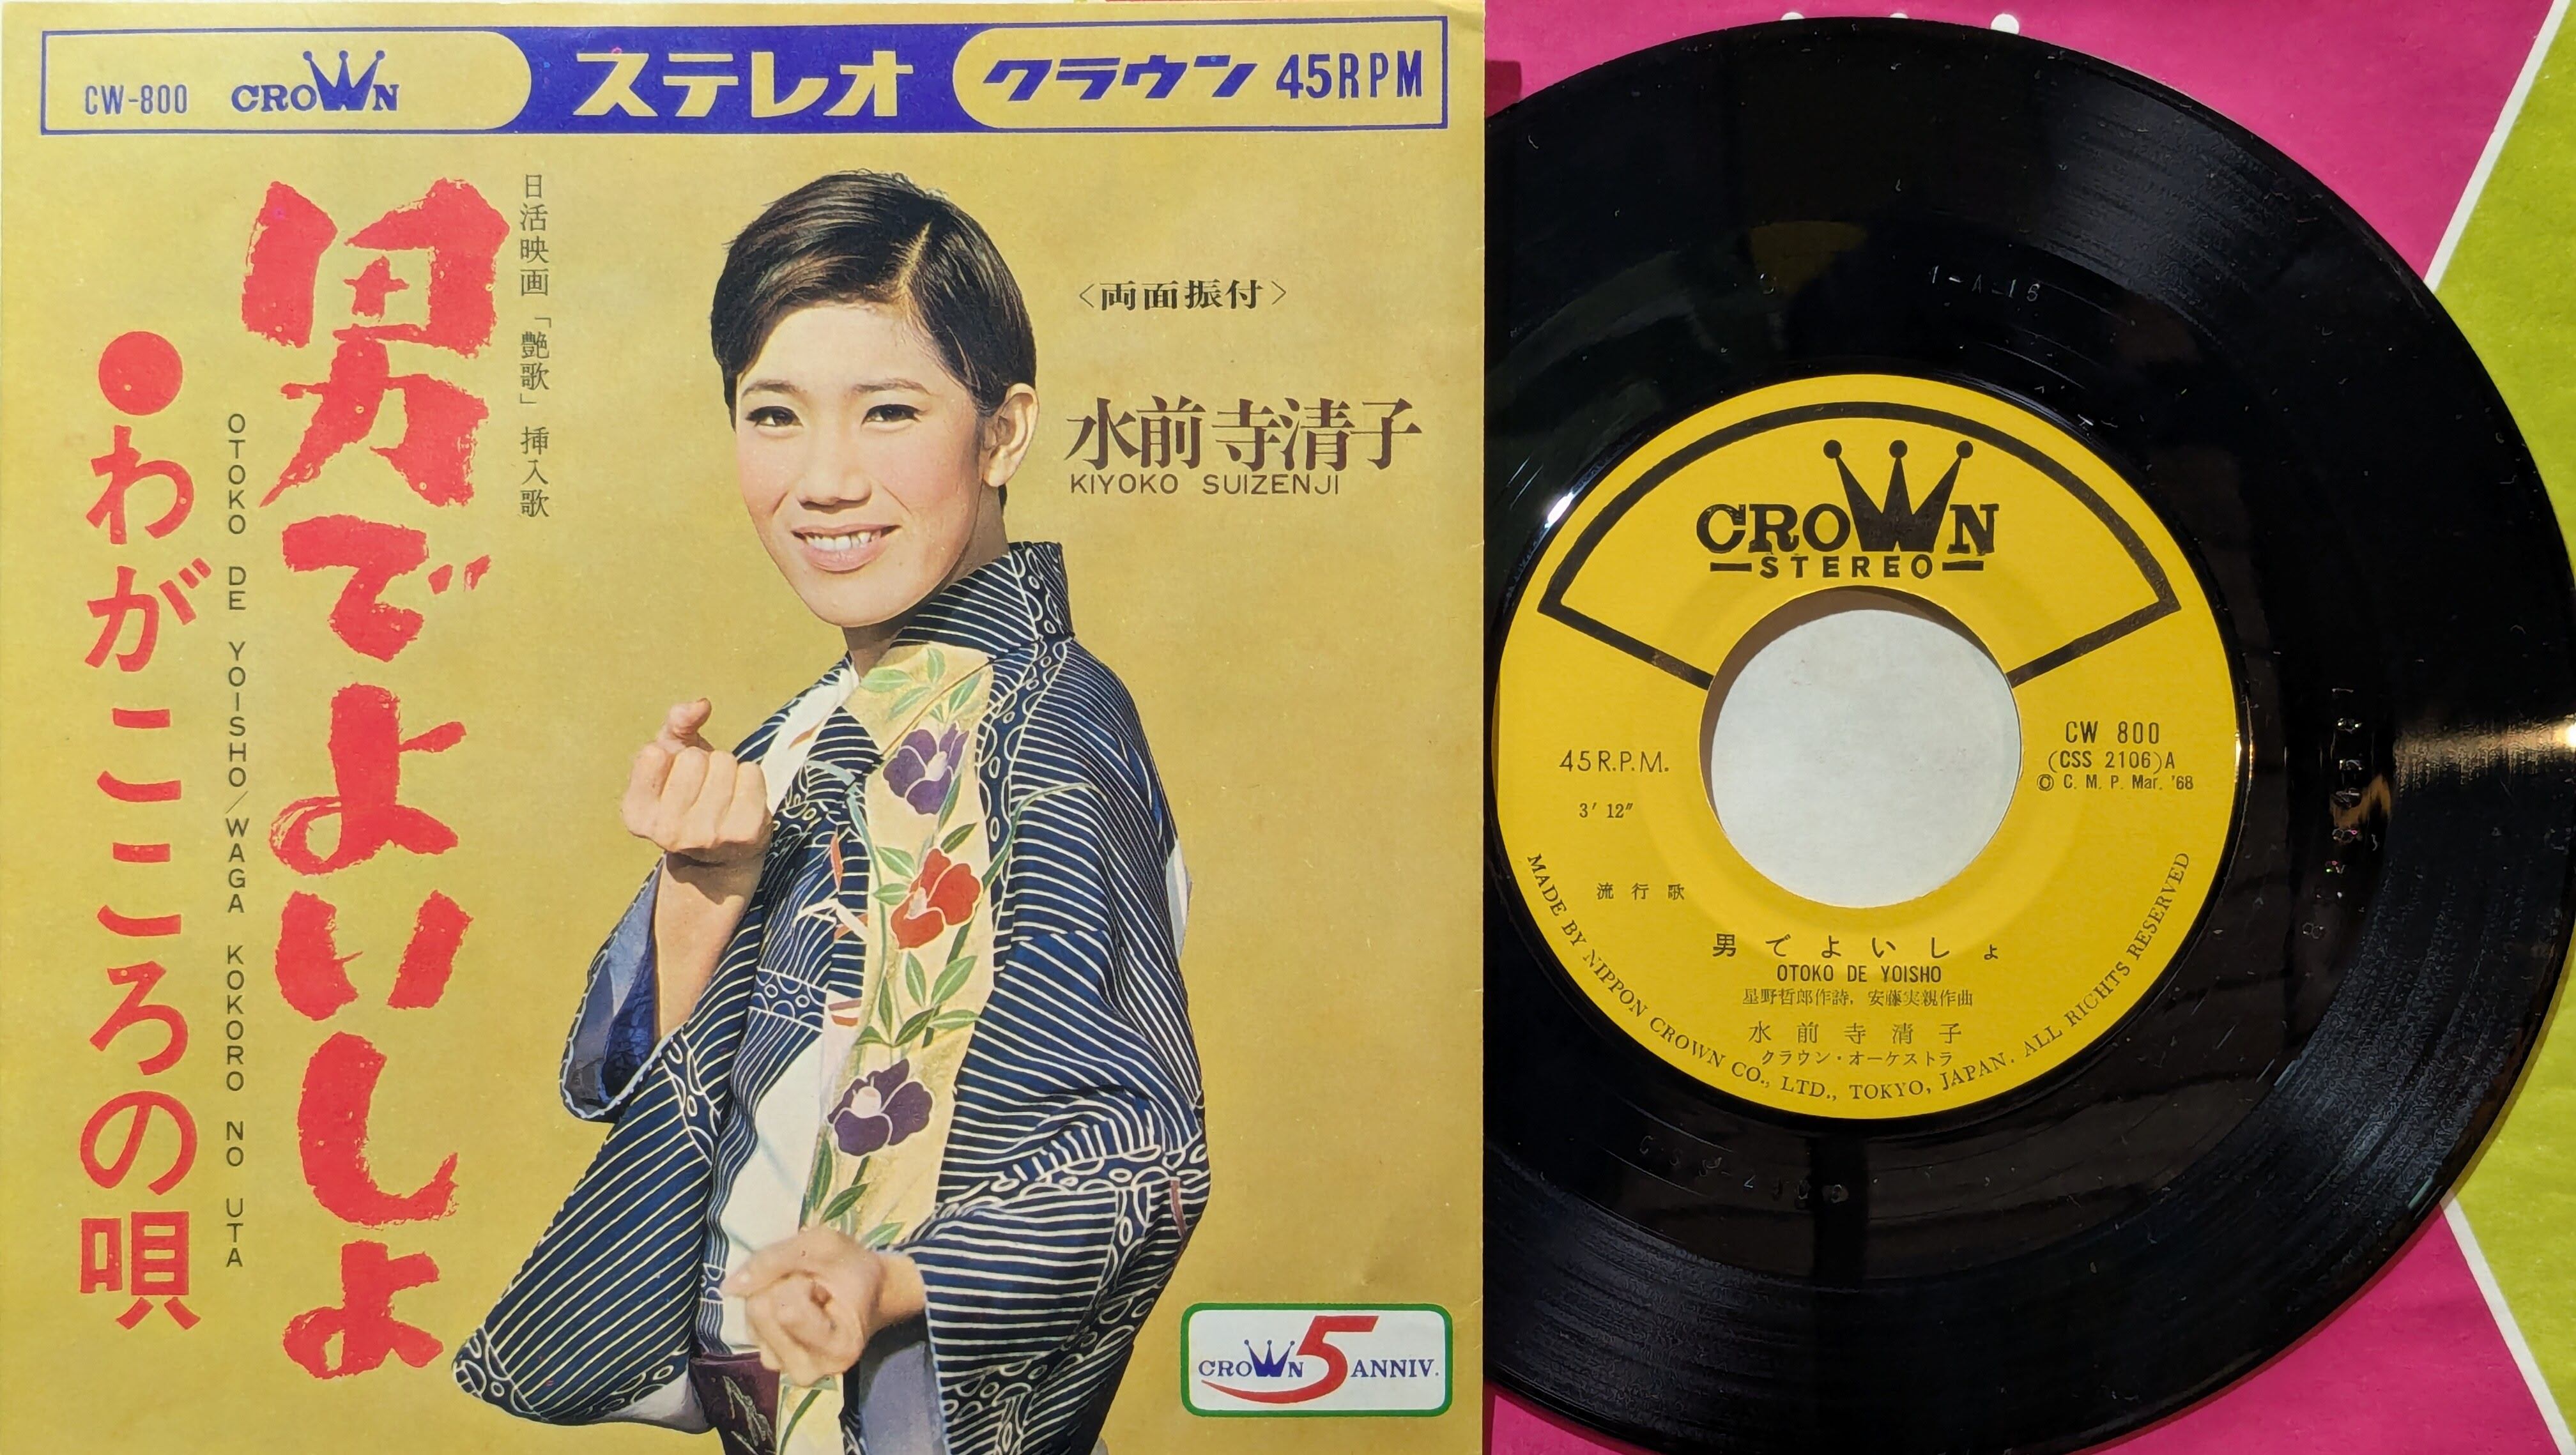 CW-800 CROWN ステレオ クラウン 45RPM
日活映画「艶歌」挿入歌
男でよいしょ
OTOKO DE YOISHO/WAGA KOKORO NO UTA
●わがこころの唄
<両面振付>
水前寺清子
KIYOKO SUIZENJI
CROWN 5 ANNIV.
1-A-16
CROWN
STEREO
45 R.P.M.
3′ 12″
CW 800
(CSS 2106)A
© C. M. P. Mar. '68
流行歌
男でよいしょ
OTOKO DE YOISHO
星野哲郎作詩, 安藤実親作曲
水前寺清子
クラウン・オーケストラ
MADE BY NIPPON CROWN CO., LTD., TOKYO, JAPAN. ALL RIGHTS RESERVED